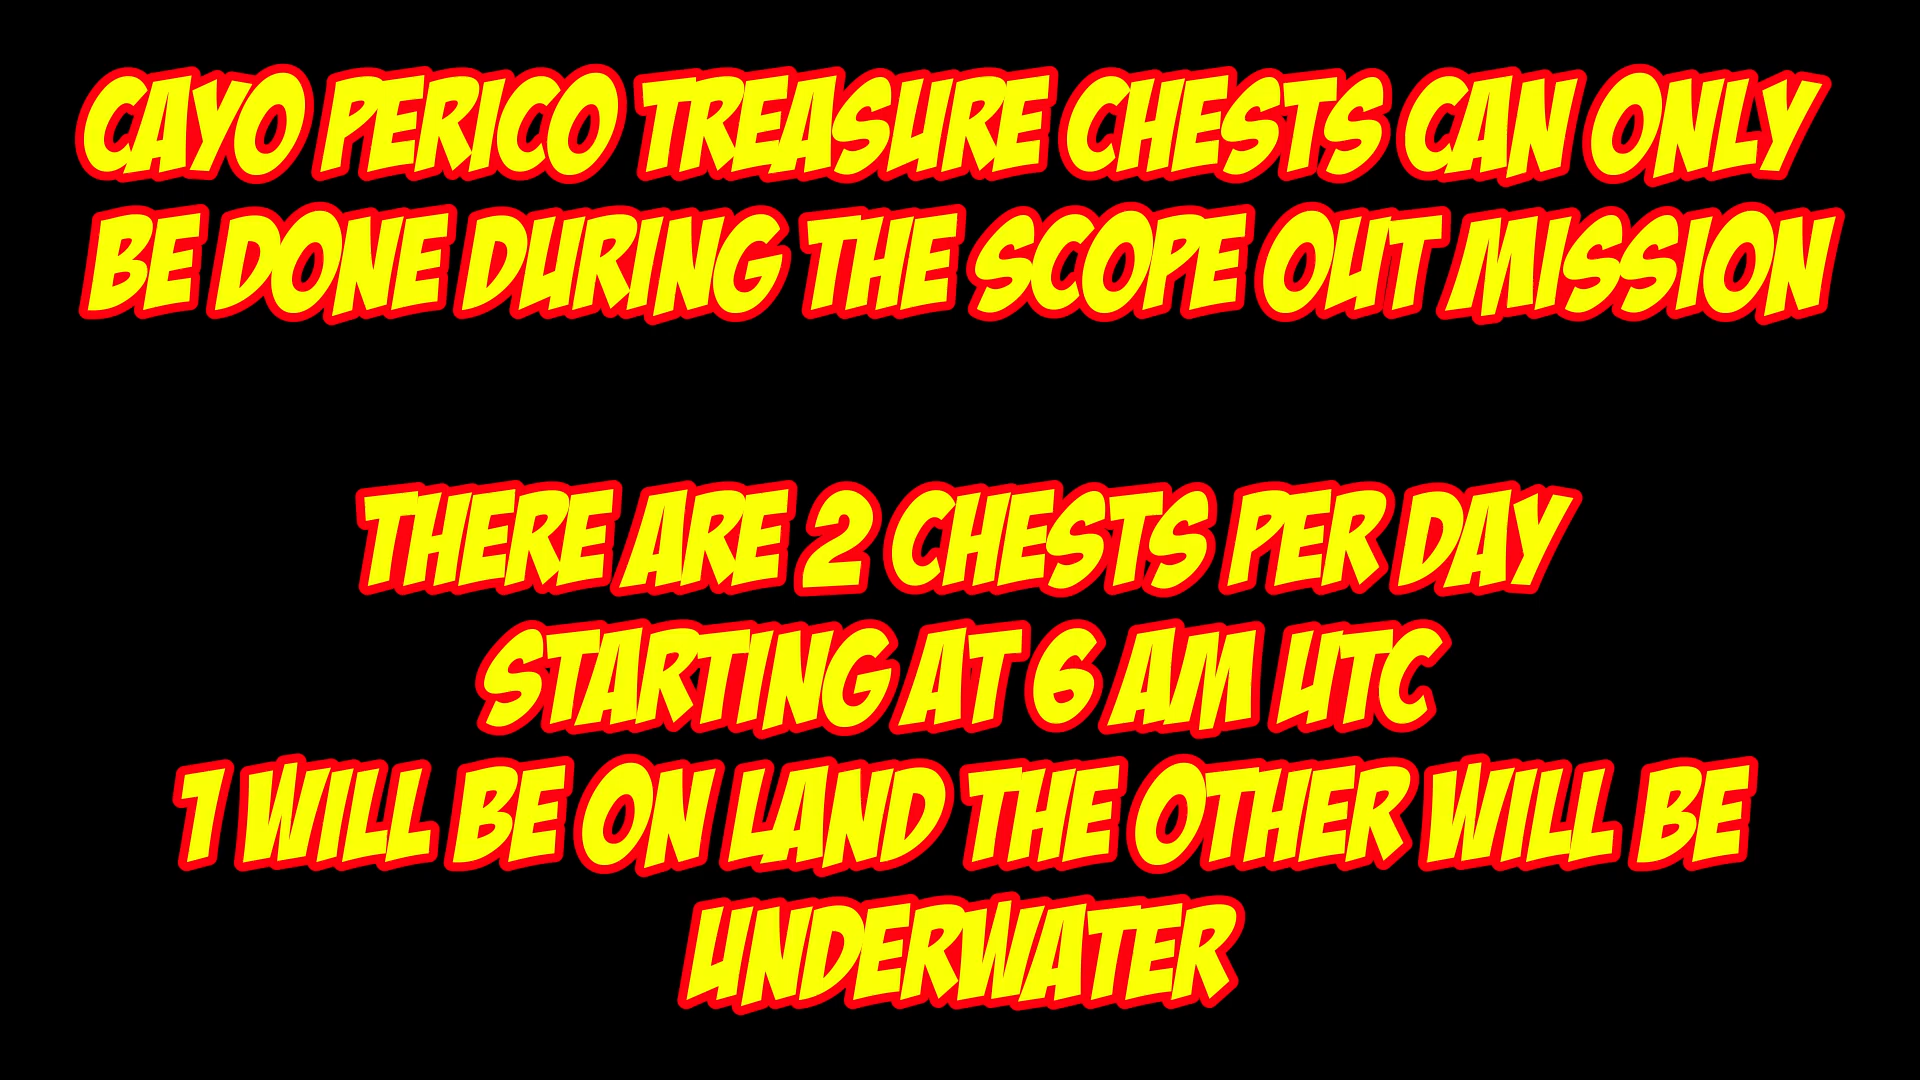 CAYO PERICO TREASURE CHESTS CAN ONLY
BE DONE DURING THE SCOPE OUT MISSION
THERE ARE 2 CHESTS PER DAY
STARTING AT 6 AM UTC
1 WILL BE ON LAND THE OTHER WILL BE
UNDERWATER